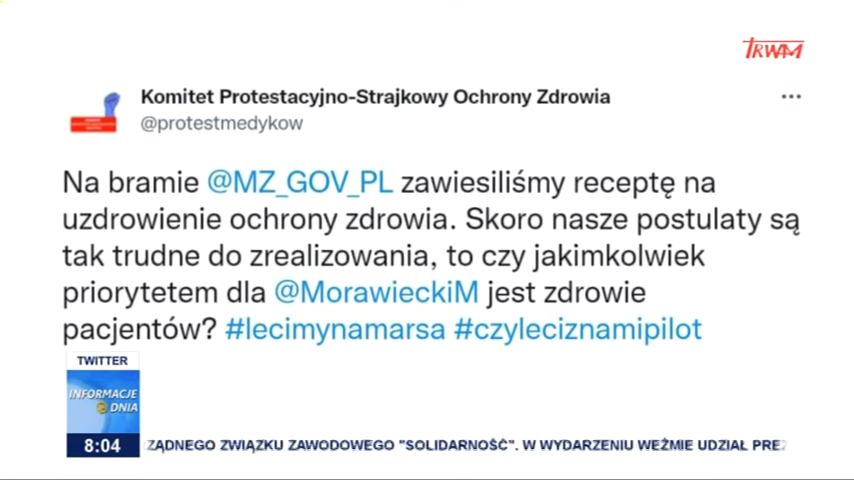 TRWAM
Komitet Protestacyjno-Strajkowy Ochrony Zdrowia
@protestmedykow
Na bramie @MZ_GOV_PL zawiesiliśmy receptę na
uzdrowienie ochrony zdrowia. Skoro nasze postulaty są
tak trudne do zrealizowania, to czy jakimkolwiek
priorytetem dla @MorawieckiM jest zdrowie
pacjentów? #lecimynamarsa #czyleciznamipilot
TWITTER
INFORMACJE
DNIA
8:04
ZĄDNEGO ZWIĄZKU ZAWODOWEGO "SOLIDARNOŚĆ". W WYDARZENIU WEŹMIE UDZIAŁ PRE